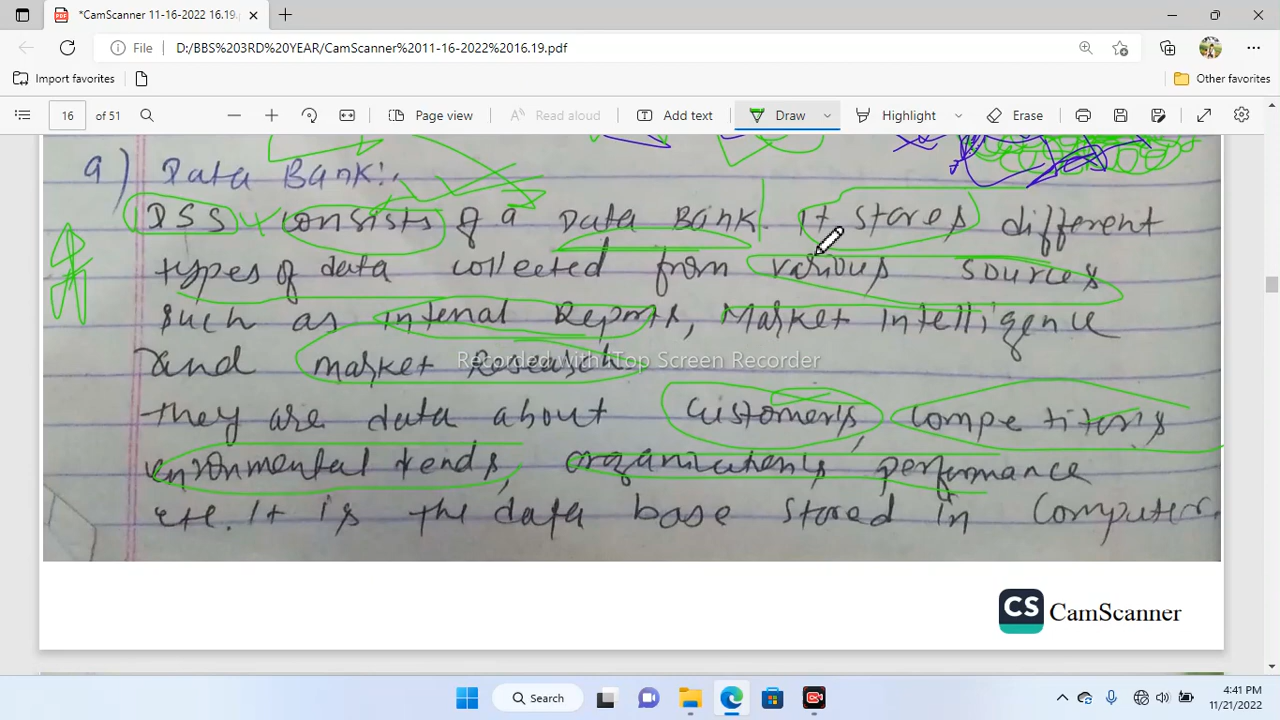 *CamScanner 11-16-2022 16.19.p
File
D:/BBS%203RD%20YEAR/CamScanner%2011-16-2022%2016.19.pdf
Import favorites
Other favorites
16 of 51
Page view
Read aloud
Add text
Draw
Highlight
Erase
a) Data Bank:-
DSS consists of a Data Bank. It stores different
types of data collected from various sources
such as internal Reports, Market intelligence
and market Research.
Recorded with iTop Screen Recorder
They are data about customers, competitors
enironmental trends, organization's performance
etc. It is the data base stored in computer.
CS CamScanner
Search
4:41 PM
11/21/2022